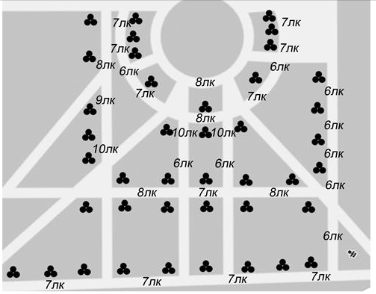 7лк 7лк
7лк 7лк
8лк 6лк 6лк
7лк 8лк 7лк 6лк
9лк 8лк
10лк 10лк 6лк
10лк 6лк
6лк 6лк
6лк
8лк 7лк 8лк
6лк
7лк 7лк 7лк 7лк